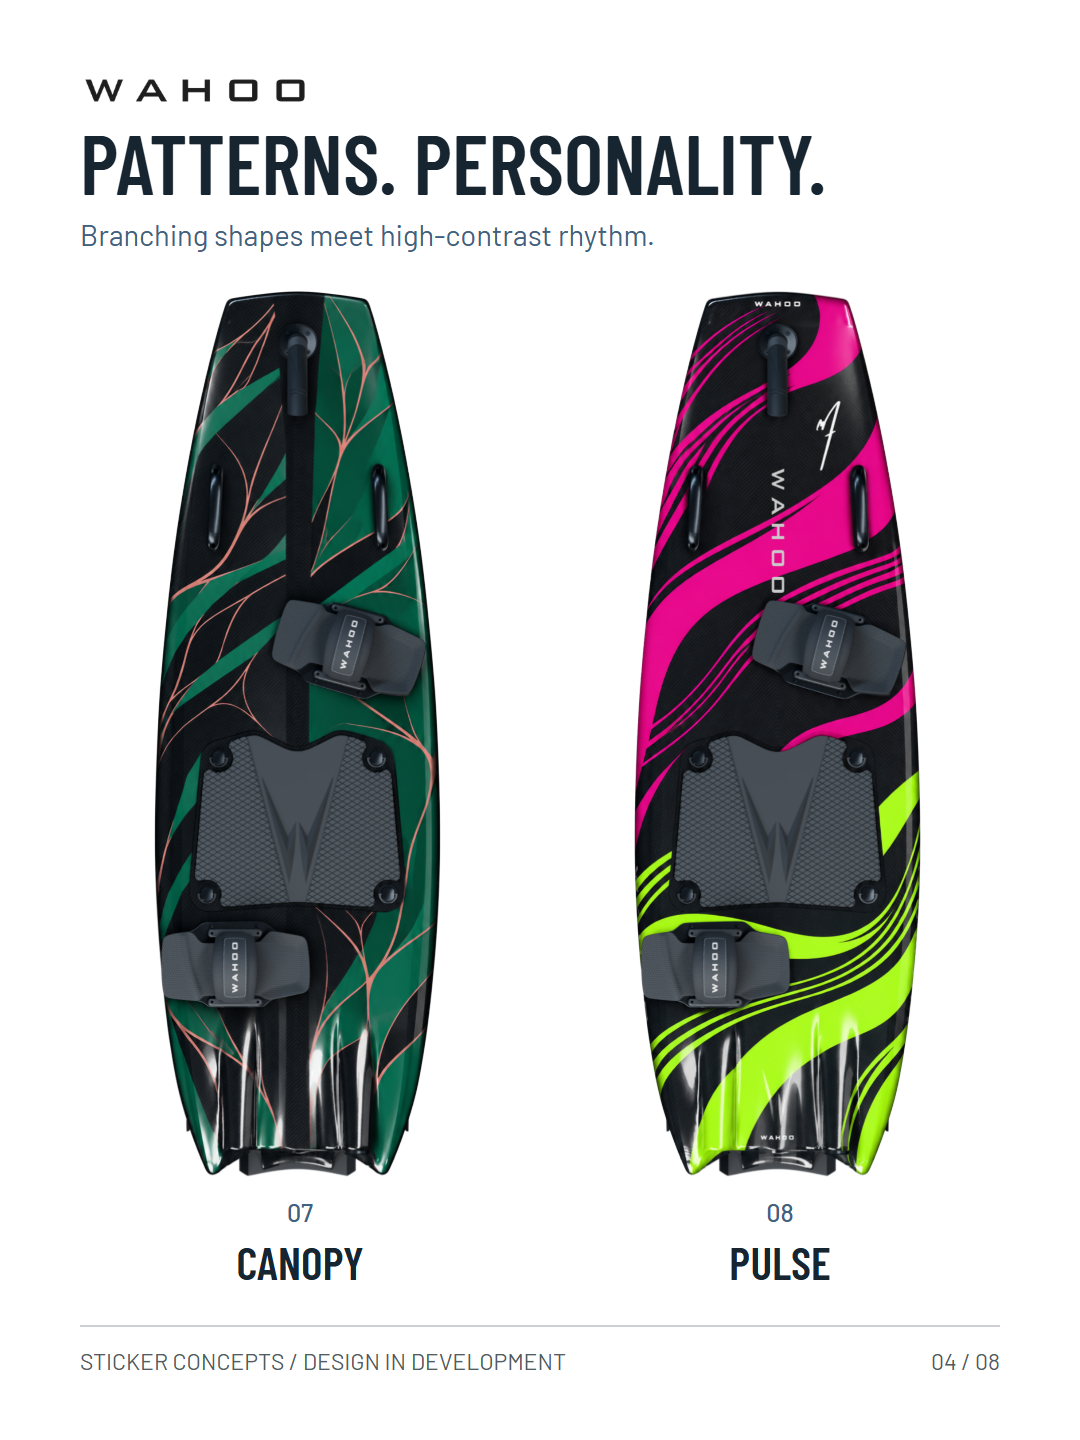 WAHOO
PATTERNS. PERSONALITY.
Branching shapes meet high-contrast rhythm.
WAHOO
WAHOO
WAHOO
WAHOO
WAHOO
WAHOO
WAHOO
07
08
CANOPY
PULSE
STICKER CONCEPTS / DESIGN IN DEVELOPMENT
04 / 08